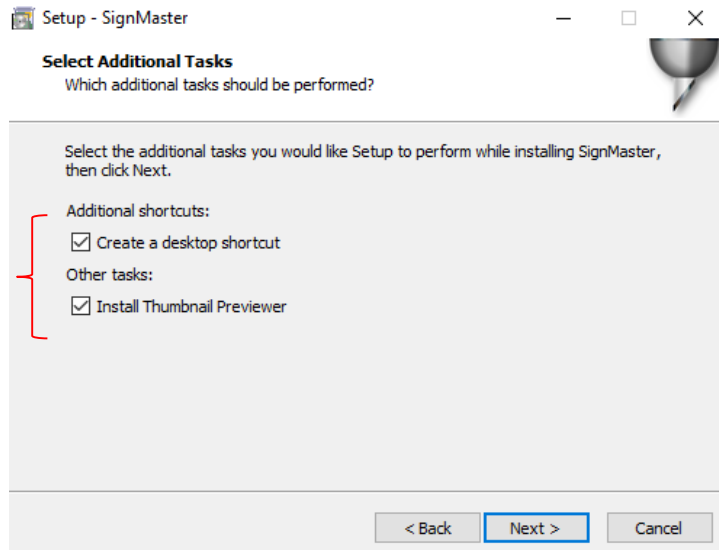 Setup - SignMaster
Select Additional Tasks
Which additional tasks should be performed?
Select the additional tasks you would like Setup to perform while installing SignMaster,
then click Next.
Additional shortcuts:
Create a desktop shortcut
Other tasks:
Install Thumbnail Previewer
< Back Next > Cancel